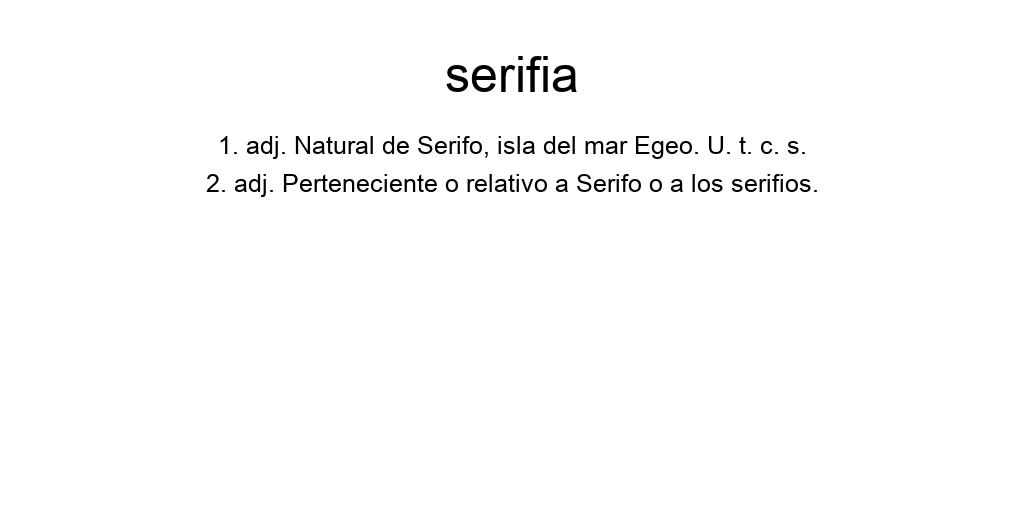 serifia
1. adj. Natural de Serifo, isla del mar Egeo. U. t. c. s.
2. adj. Perteneciente o relativo a Serifo o a los serifios.